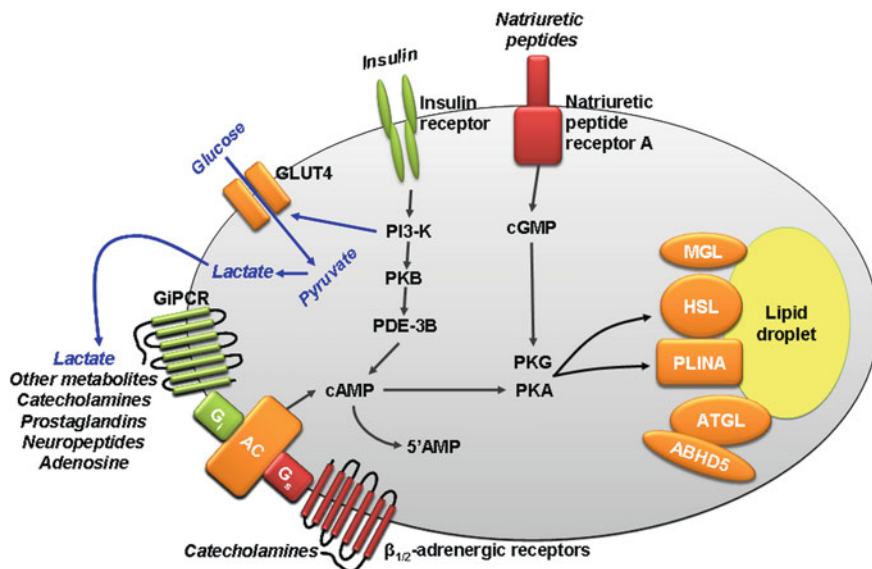 Natriuretic
peptides
Insulin
Insulin
receptor
Natriuretic
peptide
receptor A
Glucose
GLUT4
PI3-K
cGMP
Lactate
Pyruvate
PKB
MGL
GiPCR
HSL
Lipid
droplet
PDE-3B
Lactate
Other metabolites
Catecholamines
Prostaglandins
Neuropeptides
Adenosine
PKG
PKA
PLINA
cAMP
Gi
AC
Gs
5'AMP
ATGL
ABHD5
Catecholamines
β1/2-adrenergic receptors